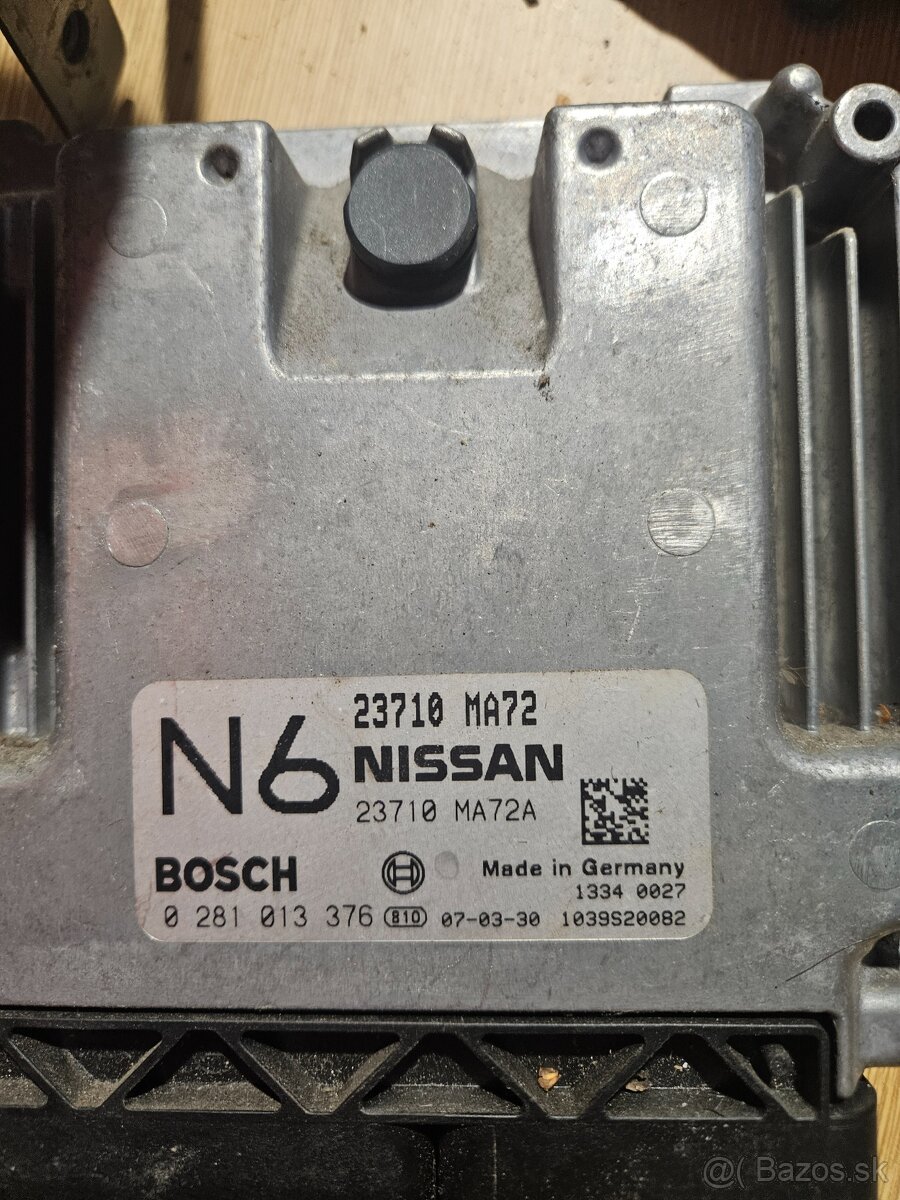 23710 MA72
N6
NISSAN
23710 MA72A
BOSCH
Made in Germany
1334 0027
0 281 013 376 810 07-03-30 1039S20082
@( Bazos.sk